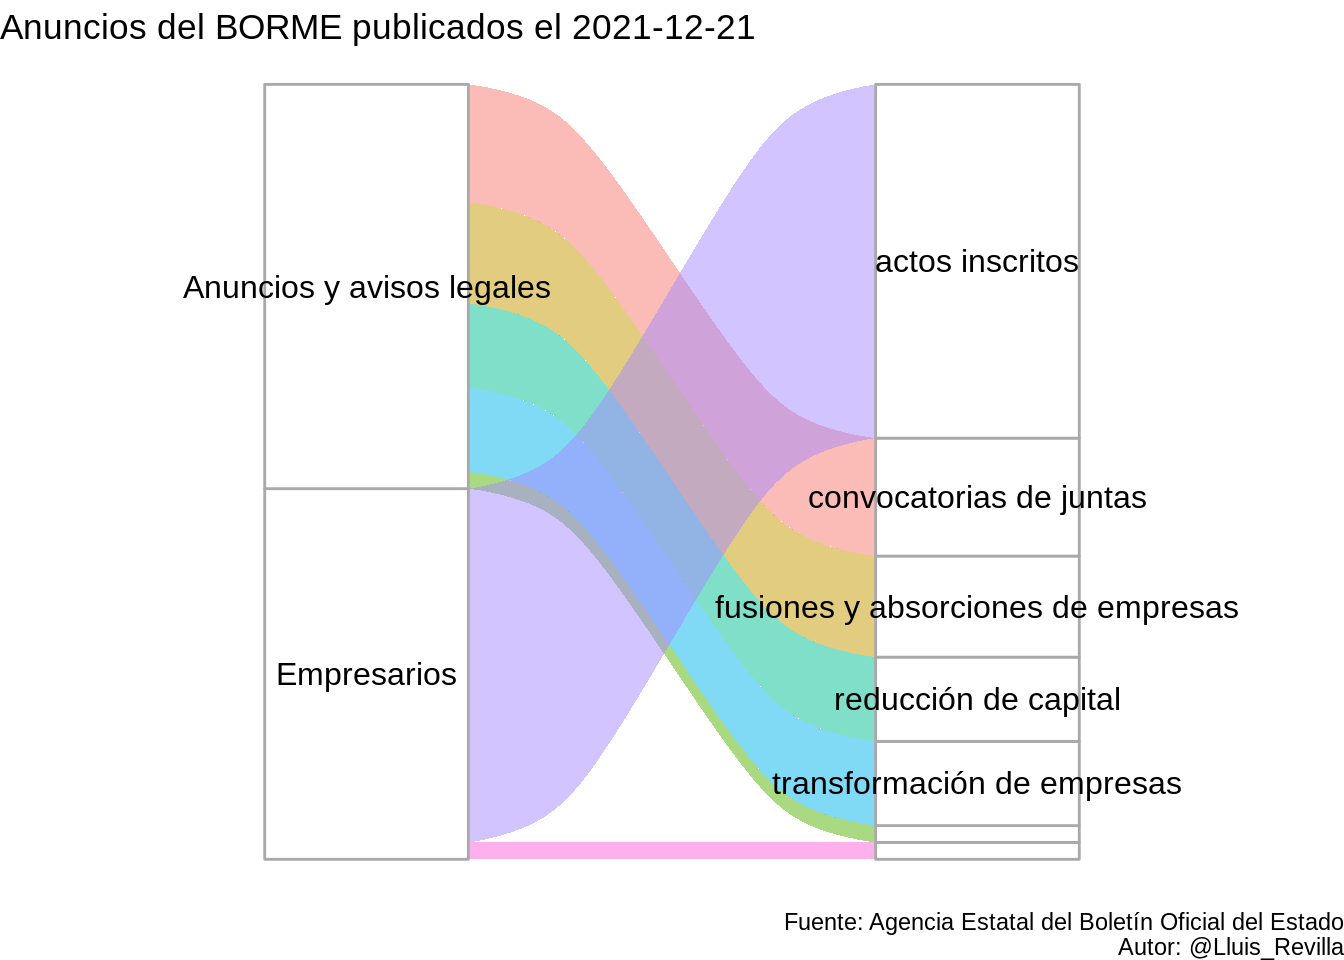 Anuncios del BORME publicados el 2021-12-21
actos inscritos
Anuncios y avisos legales
convocatorias de juntas
fusiones y absorciones de empresas
Empresarios
reducción de capital
transformación de empresas
Fuente: Agencia Estatal del Boletín Oficial del Estado
Autor: @Lluis_Revilla